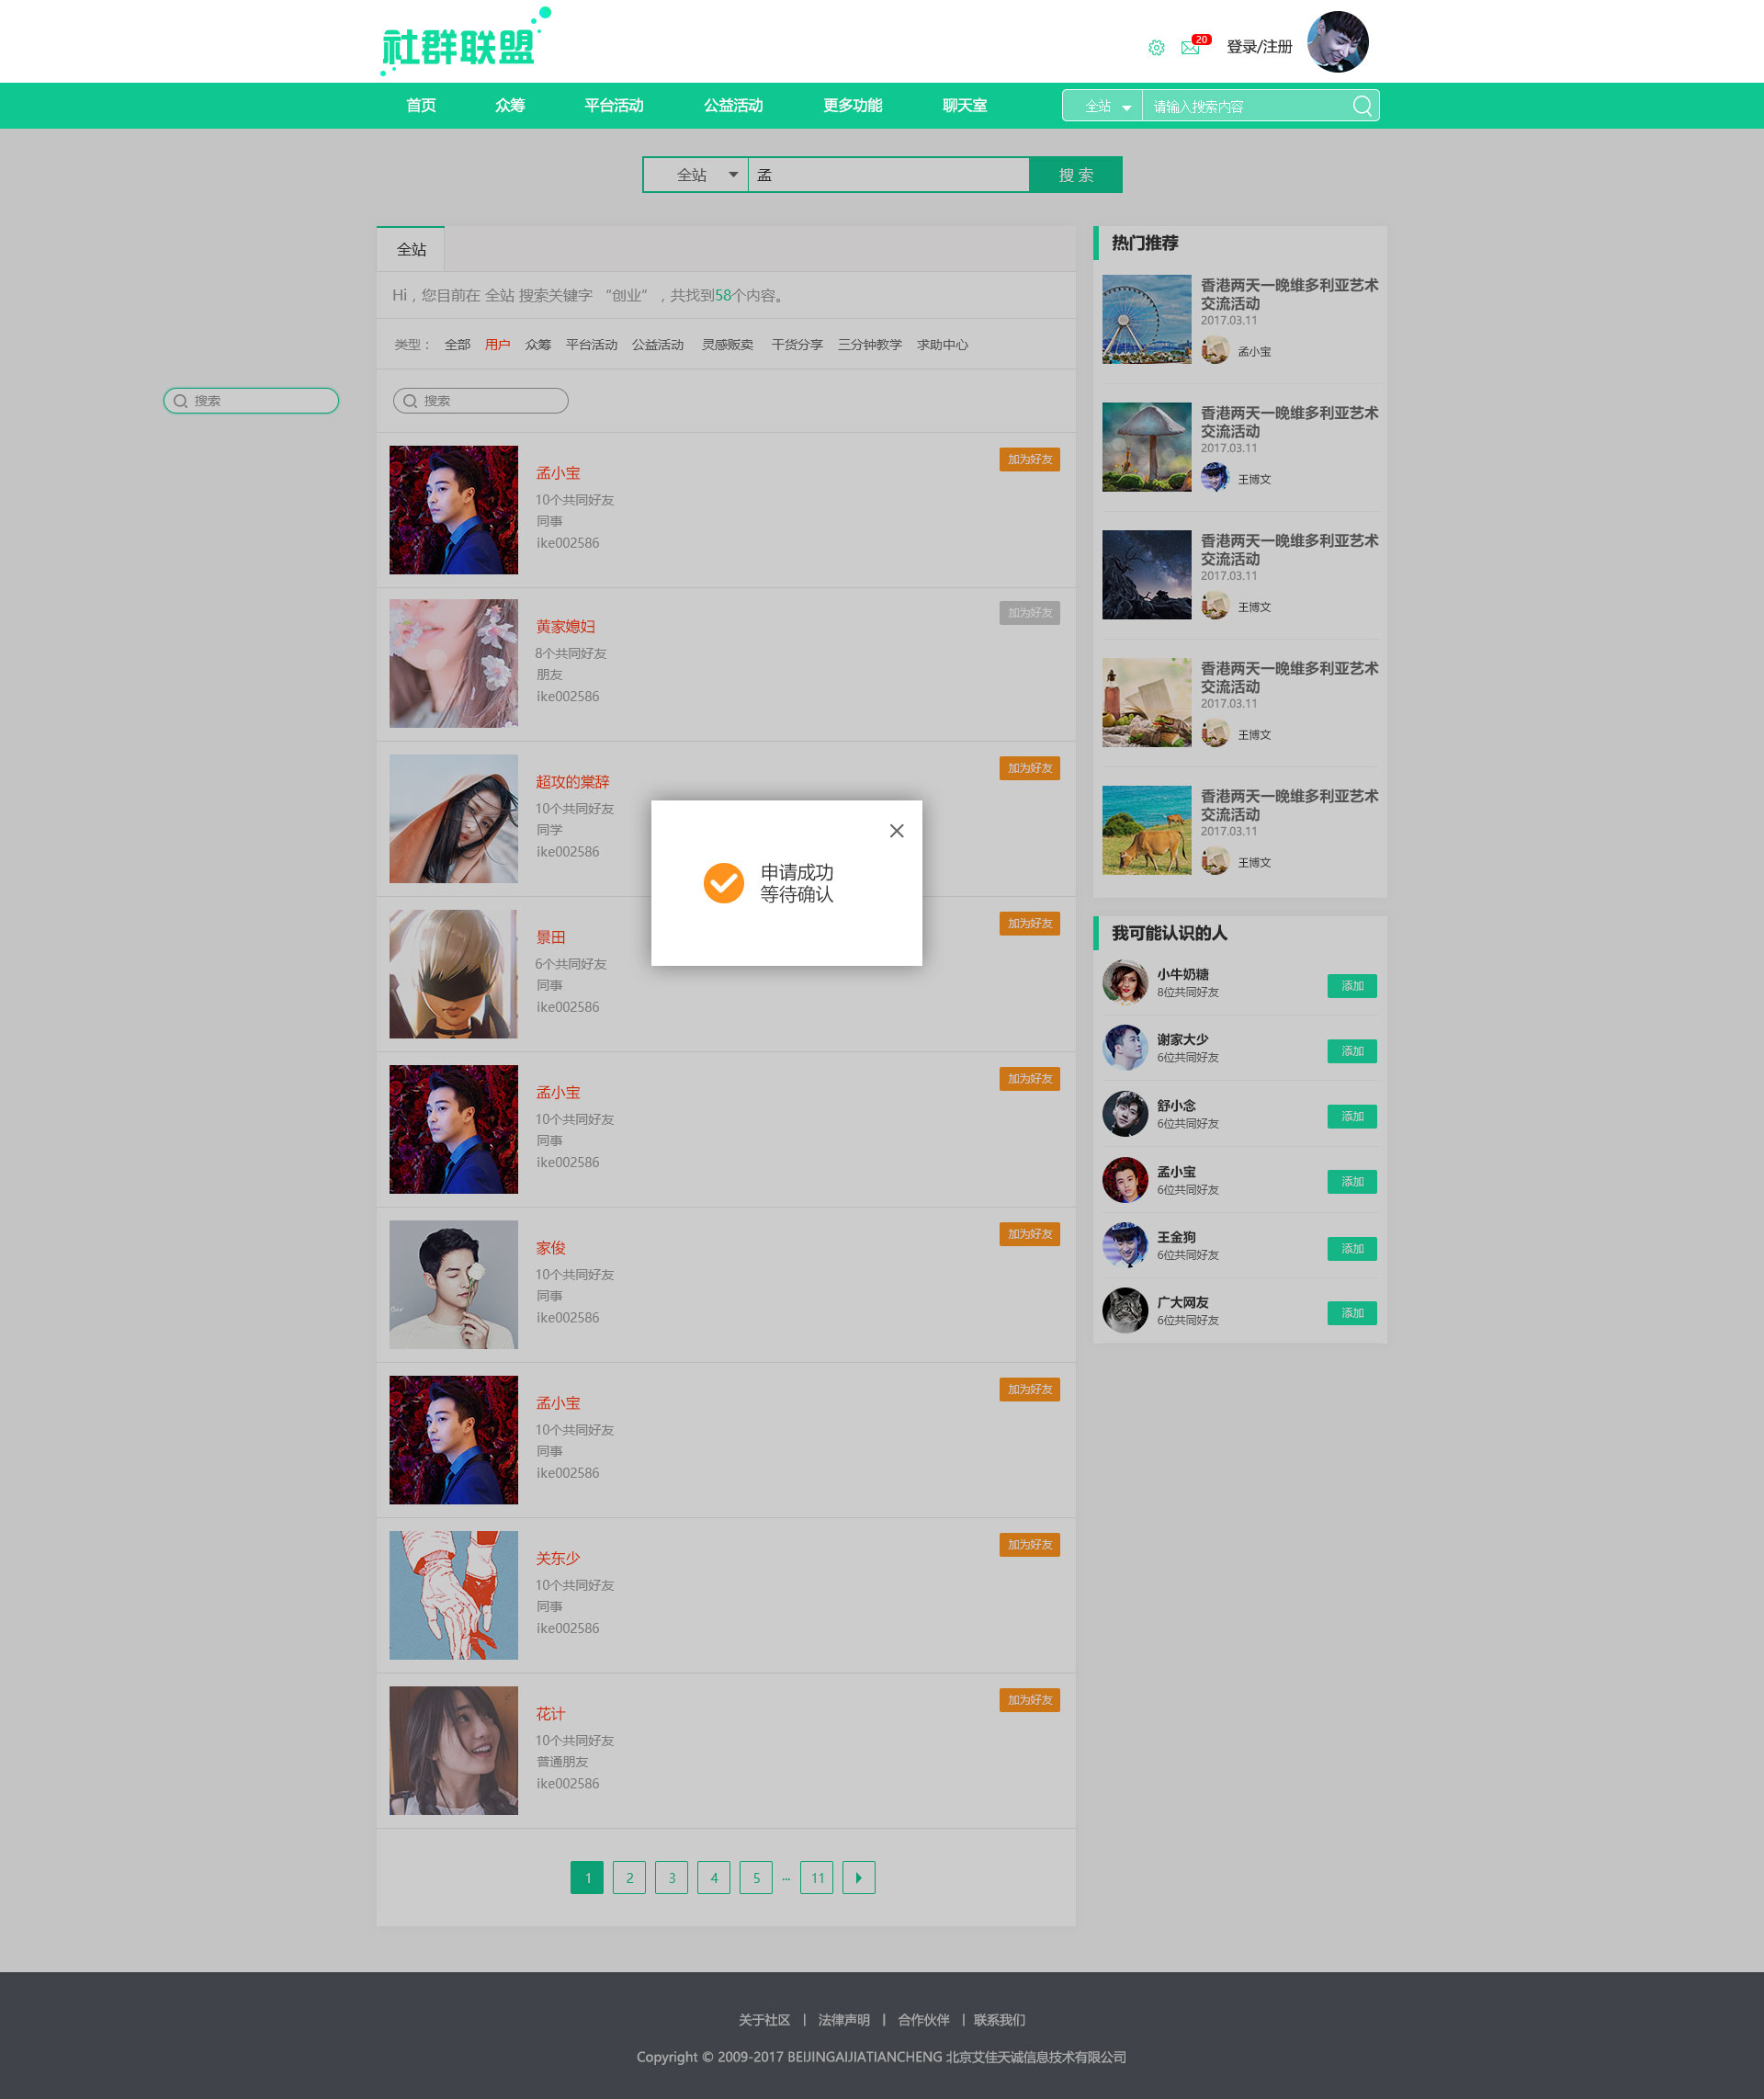 社群联盟
20
登录/注册
首页 众筹 平台活动 公益活动 更多功能 聊天室 全站 请输入搜索内容
全站 孟 搜 索
全站
Hi，您目前在 全站 搜索关键字 “创业” ，共找到58个内容。
类型： 全部 用户 众筹 平台活动 公益活动 灵感贩卖 干货分享 三分钟教学 求助中心
搜索
搜索
孟小宝
加为好友
10个共同好友
同事
ike002586
黄家媳妇
加为好友
8个共同好友
朋友
ike002586
超攻的棠辞
加为好友
10个共同好友
同学
ike002586
申请成功
等待确认
景田
加为好友
6个共同好友
同事
ike002586
孟小宝
加为好友
10个共同好友
同事
ike002586
家俊
加为好友
10个共同好友
同事
ike002586
孟小宝
加为好友
10个共同好友
同事
ike002586
关东少
加为好友
10个共同好友
同事
ike002586
花计
加为好友
10个共同好友
普通朋友
ike002586
1 2 3 4 5 ... 11
热门推荐
香港两天一晚维多利亚艺术
交流活动
2017.03.11
孟小宝
香港两天一晚维多利亚艺术
交流活动
2017.03.11
王博文
香港两天一晚维多利亚艺术
交流活动
2017.03.11
王博文
香港两天一晚维多利亚艺术
交流活动
2017.03.11
王博文
香港两天一晚维多利亚艺术
交流活动
2017.03.11
王博文
我可能认识的人
小牛奶糖
8位共同好友
添加
谢家大少
6位共同好友
添加
舒小念
6位共同好友
添加
孟小宝
6位共同好友
添加
王金狗
6位共同好友
添加
广大网友
6位共同好友
添加
关于社区 | 法律声明 | 合作伙伴 | 联系我们
Copyright © 2009-2017 BEIJINGAIJIATIANCHENG 北京艾佳天诚信息技术有限公司